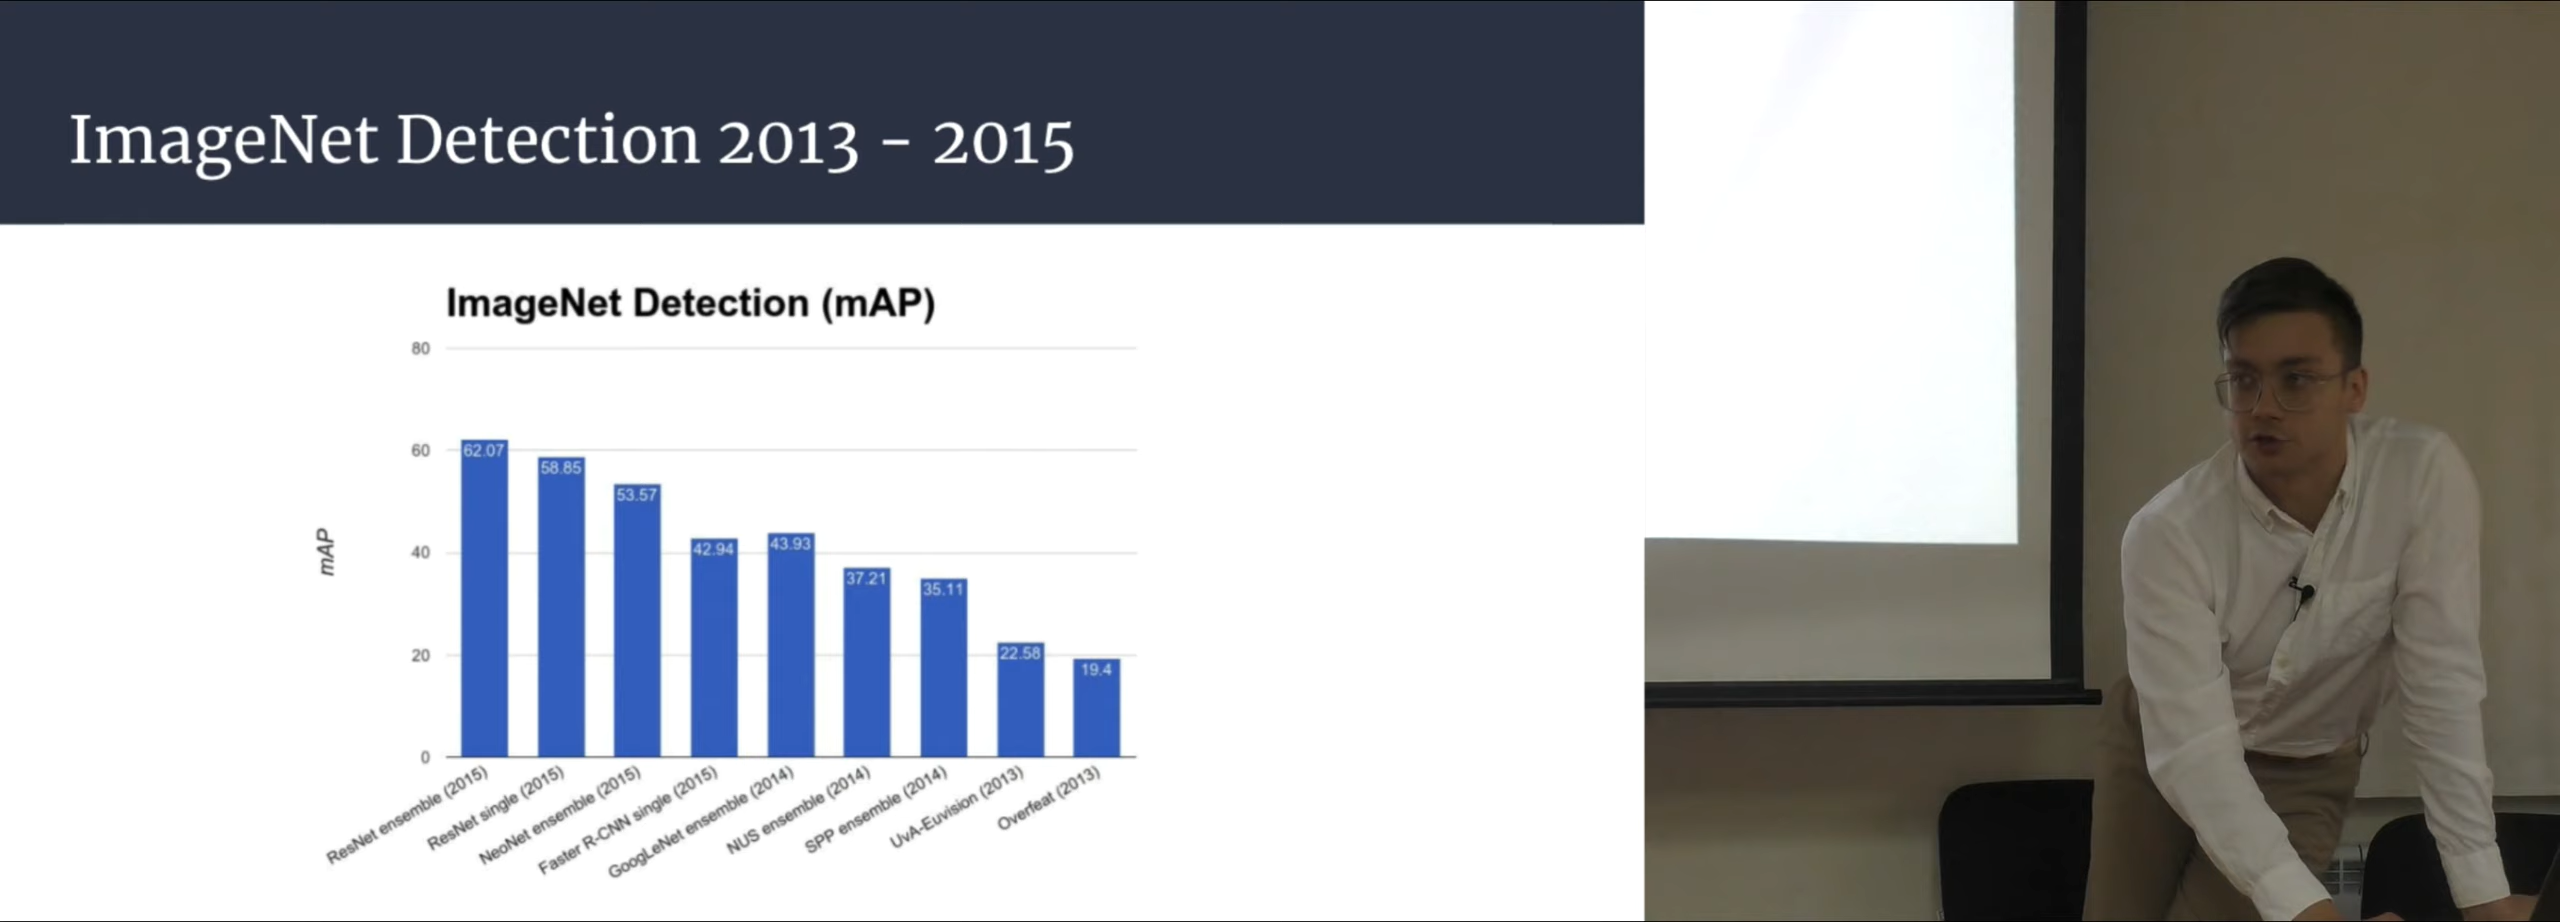 ImageNet Detection 2013 - 2015
ImageNet Detection (mAP)
80
60
40
20
0
mAP
62.07
58.85
53.57
42.94
43.93
37.21
35.11
22.58
19.4
ResNet ensemble (2015)
ResNet single (2015)
NeoNet ensemble (2015)
Faster R-CNN single (2015)
GoogLeNet ensemble (2014)
NUS ensemble (2014)
SPP ensemble (2014)
UvA-Euvision (2013)
Overfeat (2013)